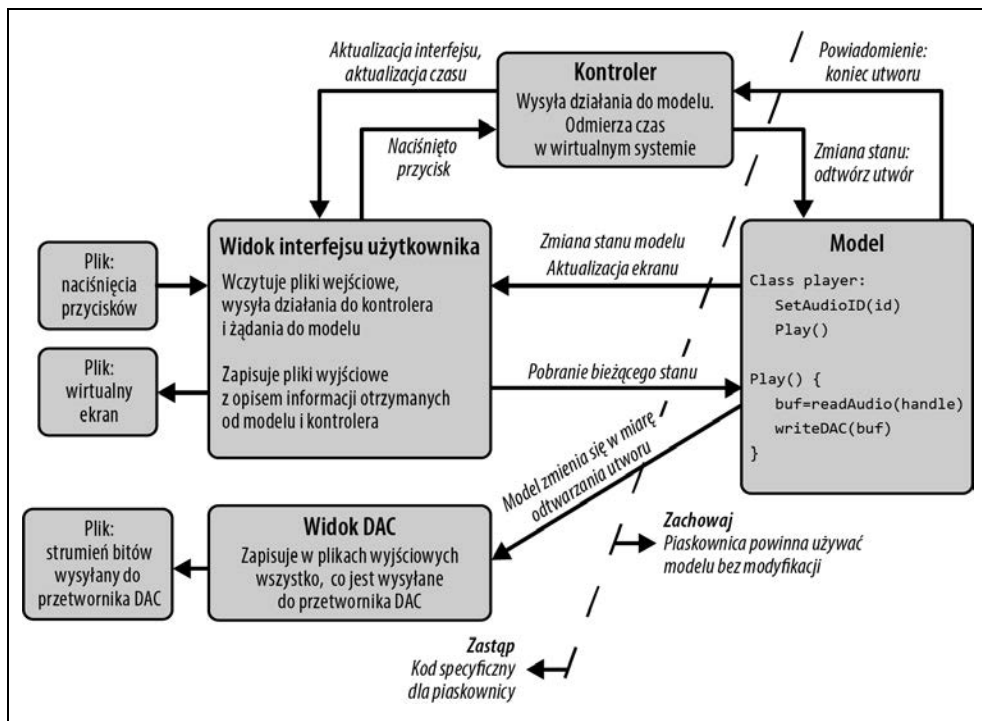 Aktualizacja interfejsu,
aktualizacja czasu
Kontroler
Wysyła działania do modelu.
Odmierza czas
w wirtualnym systemie
Powiadomienie:
koniec utworu
Naciśnięto
przycisk
Zmiana stanu:
odtwórz utwór
Plik:
naciśnięcia
przycisków
Widok interfejsu użytkownika
Wczytuje pliki wejściowe,
wysyła działania do kontrolera
i żądania do modelu
Zapisuje pliki wyjściowe
z opisem informacji otrzymanych
od modelu i kontrolera
Zmiana stanu modelu
Aktualizacja ekranu
Model
Class player:
SetAudioID(id)
Play()
Play() {
buf=readAudio(handle)
writeDAC(buf)
}
Plik:
wirtualny
ekran
Pobranie bieżącego stanu
Model zmienia się w miarę
odtwarzania utworu
Plik:
strumień bitów
wysyłany do
przetwornika DAC
Widok DAC
Zapisuje w plikach wyjściowych
wszystko, co jest wysyłane
do przetwornika DAC
Zachowaj
Piaskownica powinna używać
modelu bez modyfikacji
Zastąp
Kod specyficzny
dla piaskownicy